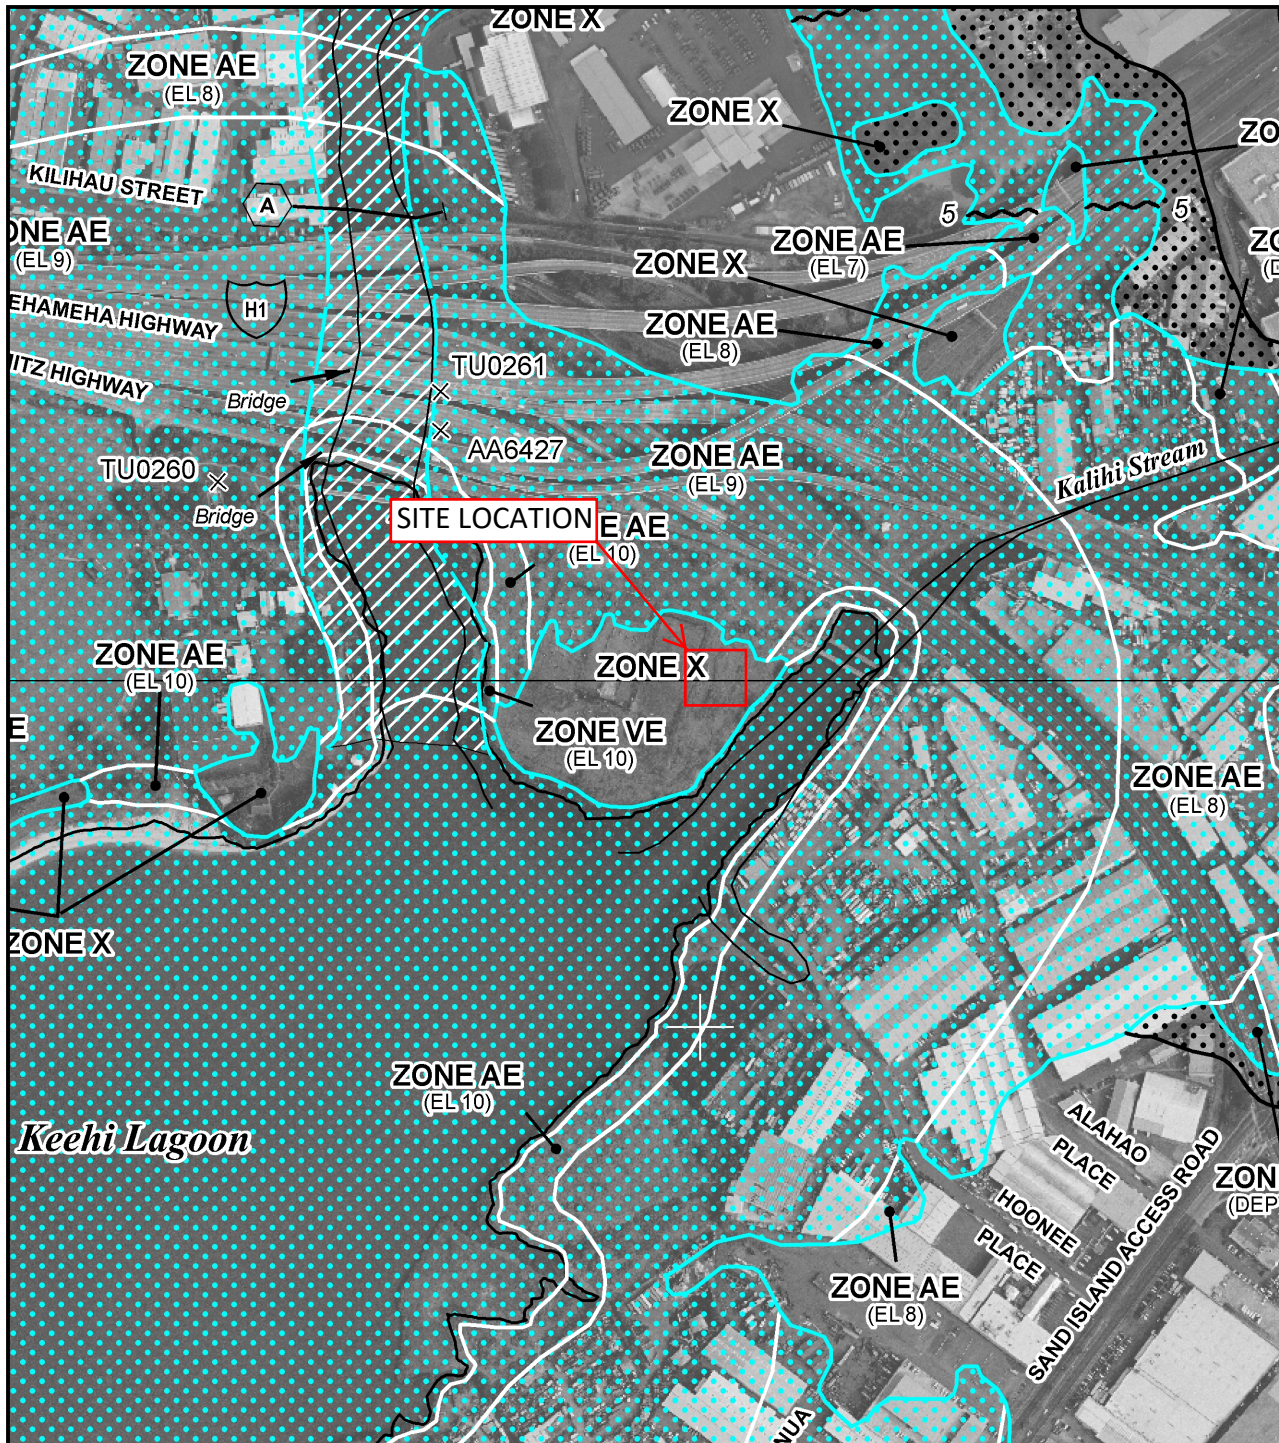 ZONE X
ZONE AE
(EL 8)
ZONE X
ZO
KILIHAU STREET
A
5
5
ONE AE
(EL 9)
ZONE AE
(EL 7)
ZO
(D
ZONE X
H1
EHAMEHA HIGHWAY
ZONE AE
(EL 8)
ITZ HIGHWAY
TU0261
Bridge
AA6427
ZONE AE
(EL 9)
Kalihi Stream
TU0260
Bridge
SITE LOCATION
E AE
(EL 10)
ZONE AE
(EL 10)
ZONE X
E
ZONE VE
(EL 10)
ZONE AE
(EL 8)
ZONE X
ZONE AE
(EL 10)
Keehi Lagoon
ALAHAO
PLACE
HOONEE
PLACE
SAND ISLAND ACCESS ROAD
ZON
(DEP
ZONE AE
(EL 8)
NUA